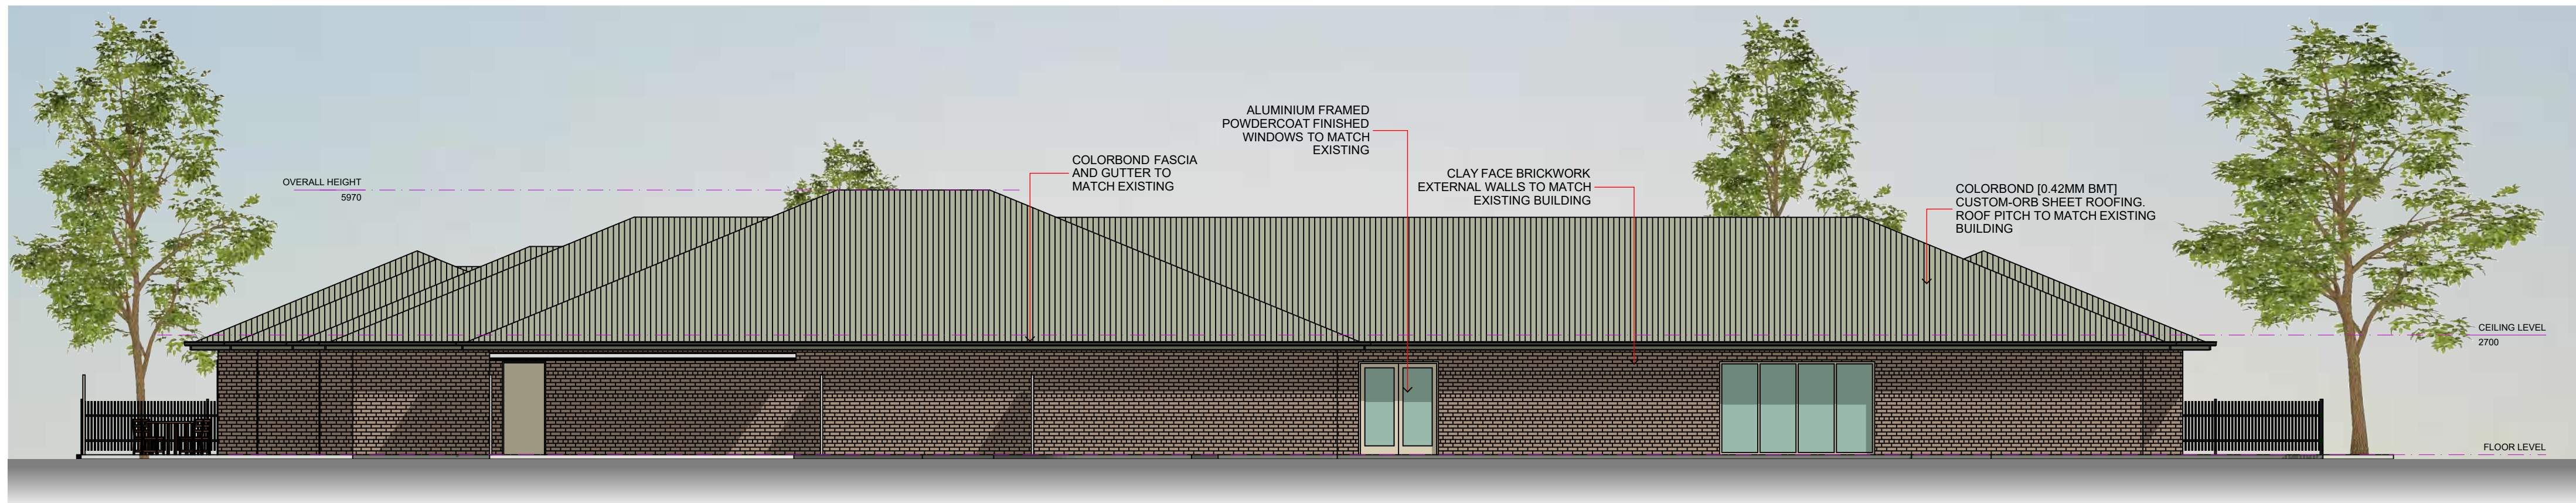 ALUMINIUM FRAMED
POWDERCOAT FINISHED
WINDOWS TO MATCH
EXISTING
COLORBOND FASCIA
AND GUTTER TO
MATCH EXISTING
CLAY FACE BRICKWORK
EXTERNAL WALLS TO MATCH
EXISTING BUILDING
OVERALL HEIGHT
5970
COLORBOND [0.42MM BMT]
CUSTOM-ORB SHEET ROOFING.
ROOF PITCH TO MATCH EXISTING
BUILDING
CEILING LEVEL
2700
FLOOR LEVEL